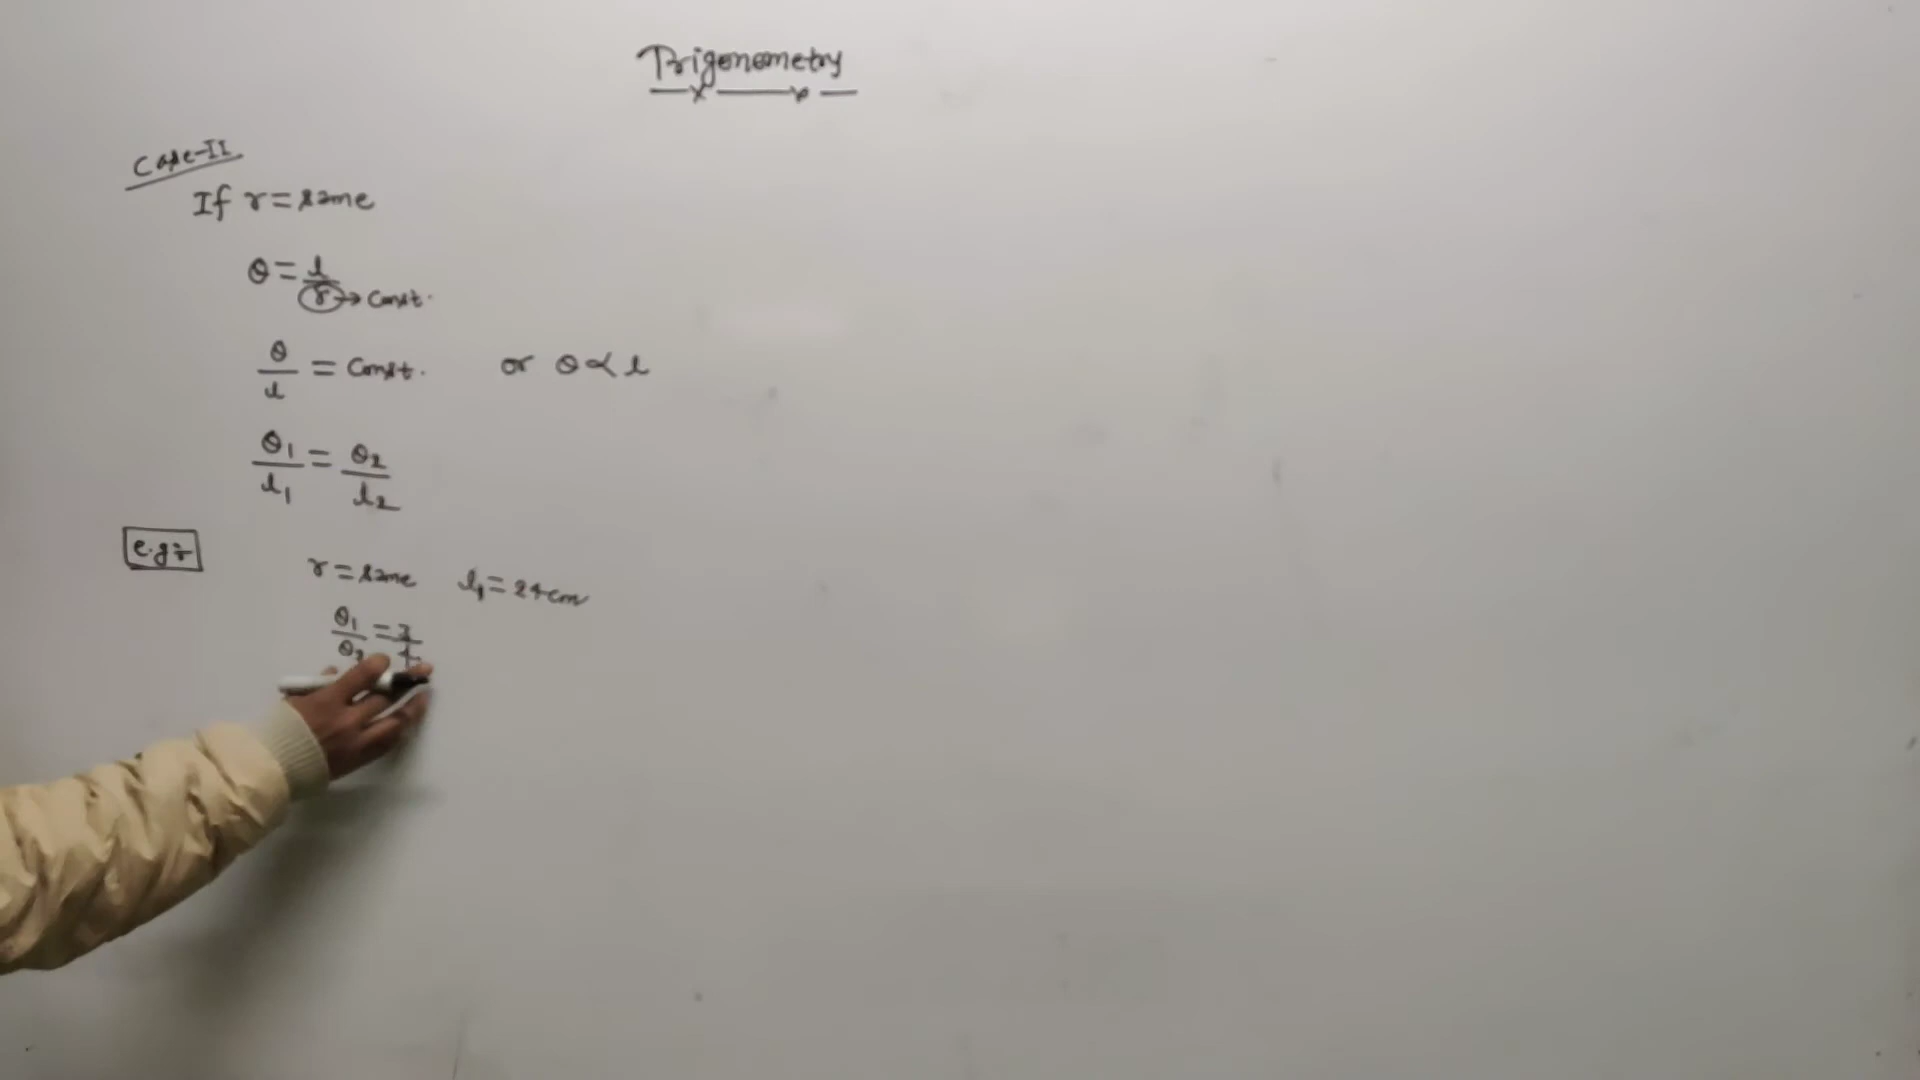 Trigonometry
Case-II
If r = same
θ = l/r → Const.
θ/l = Const. or θ ∝ l
θ1/l1 = θ2/l2
e.g:-
r = same l1 = 24cm
θ1/θ2 = 3/4